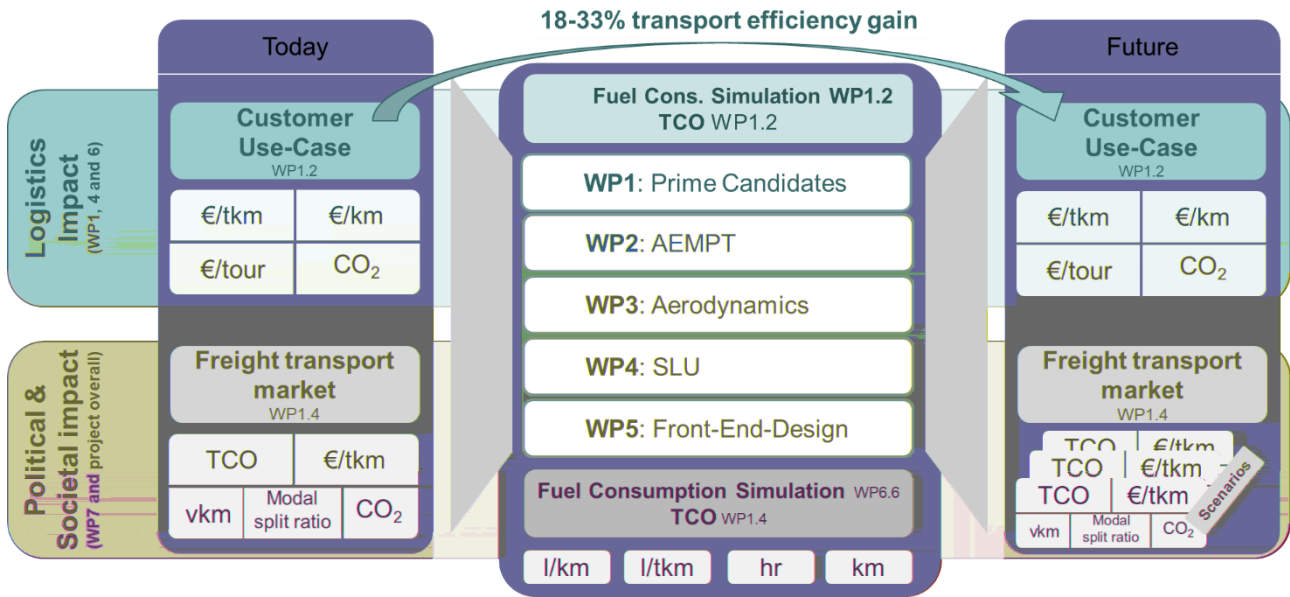 18-33% transport efficiency gain
Today
Future
Logistics
Impact
(WP1, 4 and 6)
Customer
Use-Case
WP1.2
€/tkm €/km
€/tour CO₂
Political &
Societal impact
(WP7 and project overall)
Freight transport
market
WP1.4
TCO €/tkm
vkm Modal split ratio CO₂
Fuel Cons. Simulation WP1.2
TCO WP1.2
WP1: Prime Candidates
WP2: AEMPT
WP3: Aerodynamics
WP4: SLU
WP5: Front-End-Design
Fuel Consumption Simulation WP6.6
TCO WP1.4
l/km l/tkm hr km
Customer
Use-Case
WP1.2
€/tkm €/km
€/tour CO₂
Freight transport
market
WP1.4
TCO €/tkm
TCO €/tkm
TCO €/tkm
vkm Modal split ratio CO₂
Scenarios